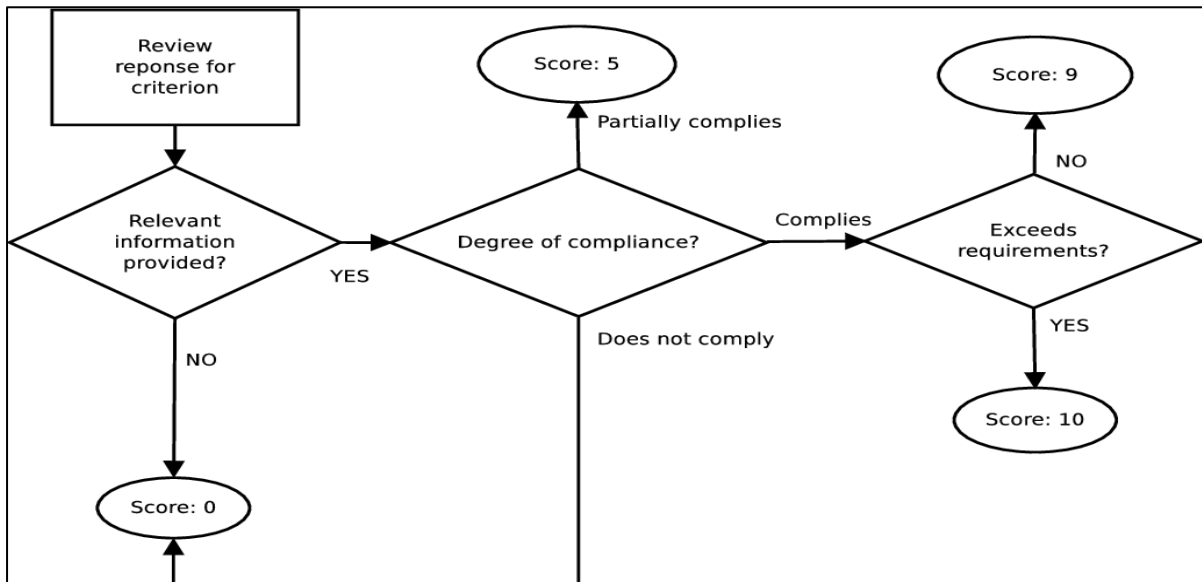 Review
reponse for
criterion
Score: 5
Score: 9
Partially complies
NO
Relevant
information
provided?
YES
Degree of compliance?
Complies
Exceeds
requirements?
NO
Does not comply
YES
Score: 10
Score: 0